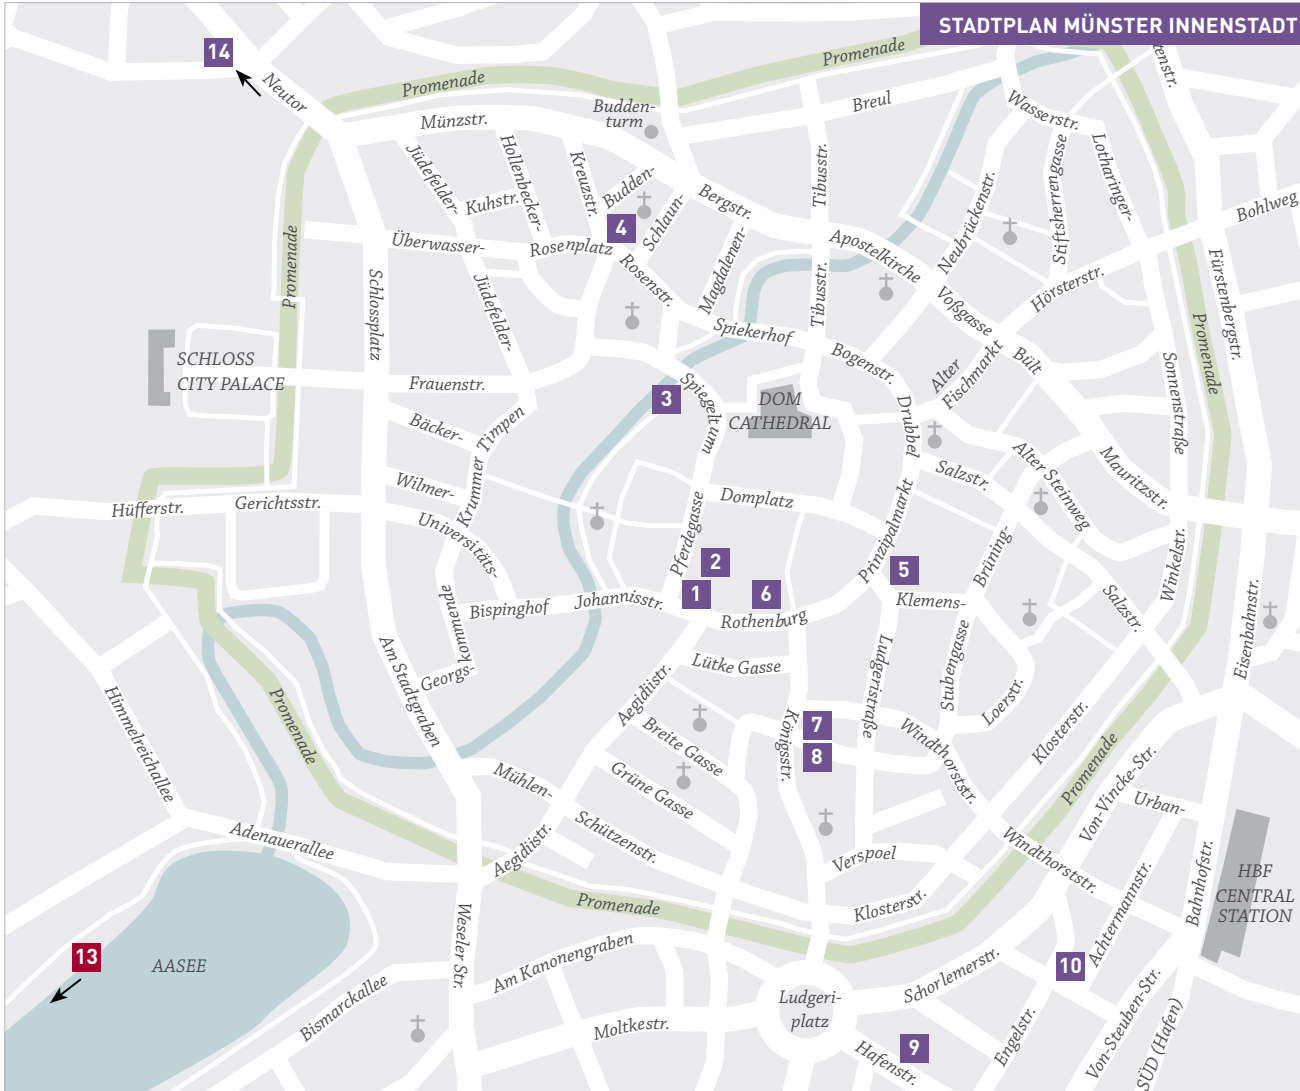 STADTPLAN MÜNSTER INNENSTADT
14
Neutor
Promenade
Promenade
Breul
Budden-
turm
Münzstr.
Wasserstr.
Lotharinger-
Stiftsherrengasse
Jüdefelder-
Hollenbecker-
Kreuzstr.
Budden-
Kuhstr.
Schlaun-
Bergstr.
Tibusstr.
Neubrückenstr.
Bohlweg
4
Überwasser-
Rosenplatz
Rosenstr.
Magdalenen-
Apostelkirche
Promenade
Schlossplatz
Jüdefelder-
Tibusstr.
Voßgasse
Hörsterstr.
Fürstenbergstr.
Promenade
Spiekerhof
Bogenstr.
Alter
Fischmarkt
Bült
Sonnenstraße
SCHLOSS
CITY PALACE
Frauenstr.
3
Spiegelturm
DOM
CATHEDRAL
Drubbel
Bäcker-
Krummer Timpen
Wilmer-
Universitäts-
Salzstr.
Alter Steinweg
Mauritzstr.
Hüfferstr.
Gerichtsstr.
Domplatz
Pferdegasse
Prinzipalmarkt
Brüning-
Winkelstr.
2
1
6
5
Klemens-
Salzstr.
Bispinghof
Johannisstr.
Rothenburg
Georgs-
kommende
Lütke Gasse
Aegidiistr.
Ludgeristraße
Stubengasse
Loerstr.
Eisenbahnstr.
Am Stadtgraben
Himmelreichallee
Promenade
Breite Gasse
Grüne Gasse
Königsstr.
7
8
Windthorststr.
Klosterstr.
Promenade
Von-Vincke-Str.
Urban-
Mühlen-
Schützenstr.
Adenauerallee
Aegidiistr.
Verspoel
Klosterstr.
Windthorststr.
Achtermannstr.
Bahnhofstr.
HBF
CENTRAL
STATION
Promenade
13
AASEE
Weseler Str.
Am Kanonengraben
Bismarckallee
Moltkestr.
Ludgeri-
platz
Schorlemerstr.
10
9
Hafenstr.
Engelstr.
Von-Steuben-Str.
SÜD (Hafen)